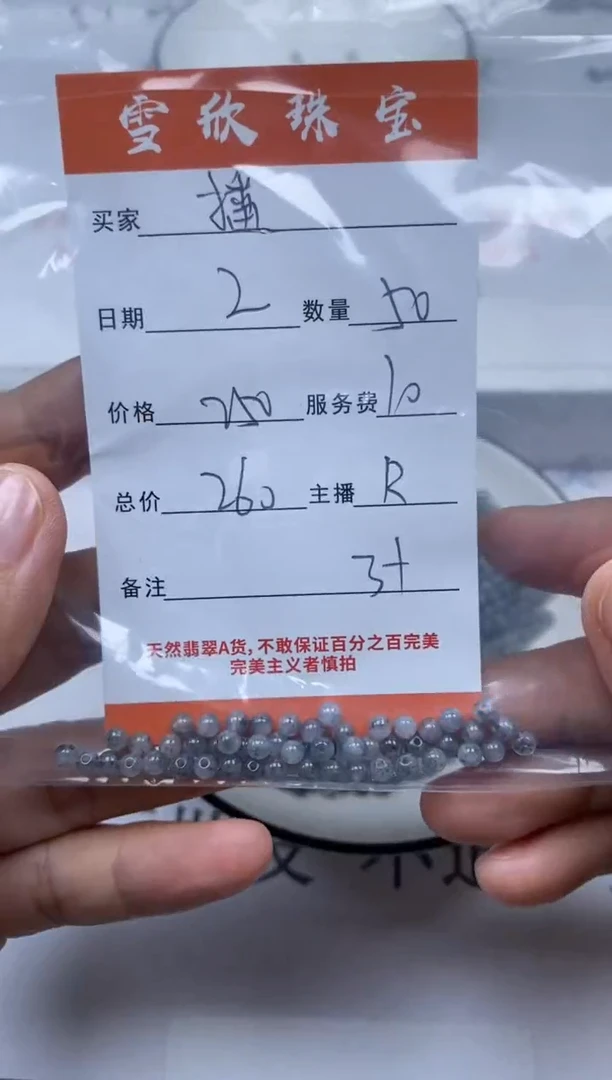 雪欣珠宝
买家 播
日期 2 数量 50
价格 250 服务费 10
总价 260 主播 R
备注 3十
天然翡翠A货,不敢保证百分之百完美
完美主义者慎拍